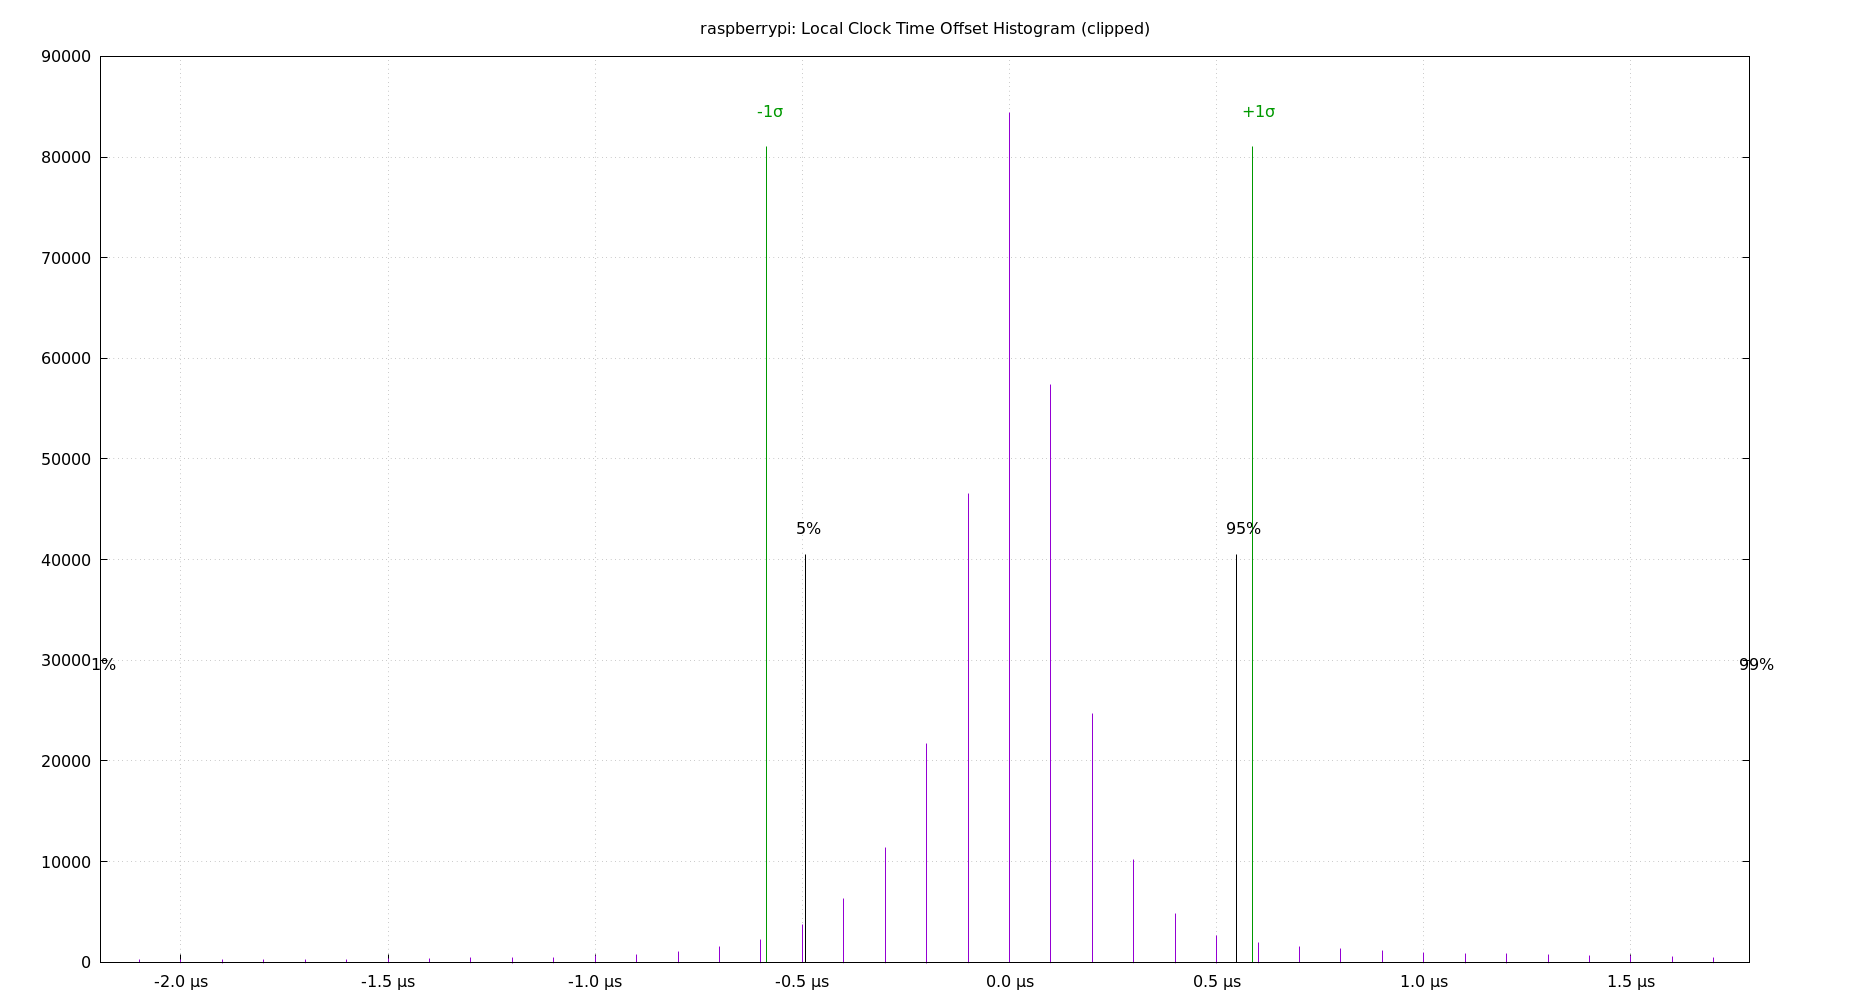 raspberrypi: Local Clock Time Offset Histogram (clipped)
90000
-1σ +1σ
80000
70000
60000
50000
5% 95%
40000
30000 1% 99%
20000
10000
0
-2.0 µs -1.5 µs -1.0 µs -0.5 µs 0.0 µs 0.5 µs 1.0 µs 1.5 µs